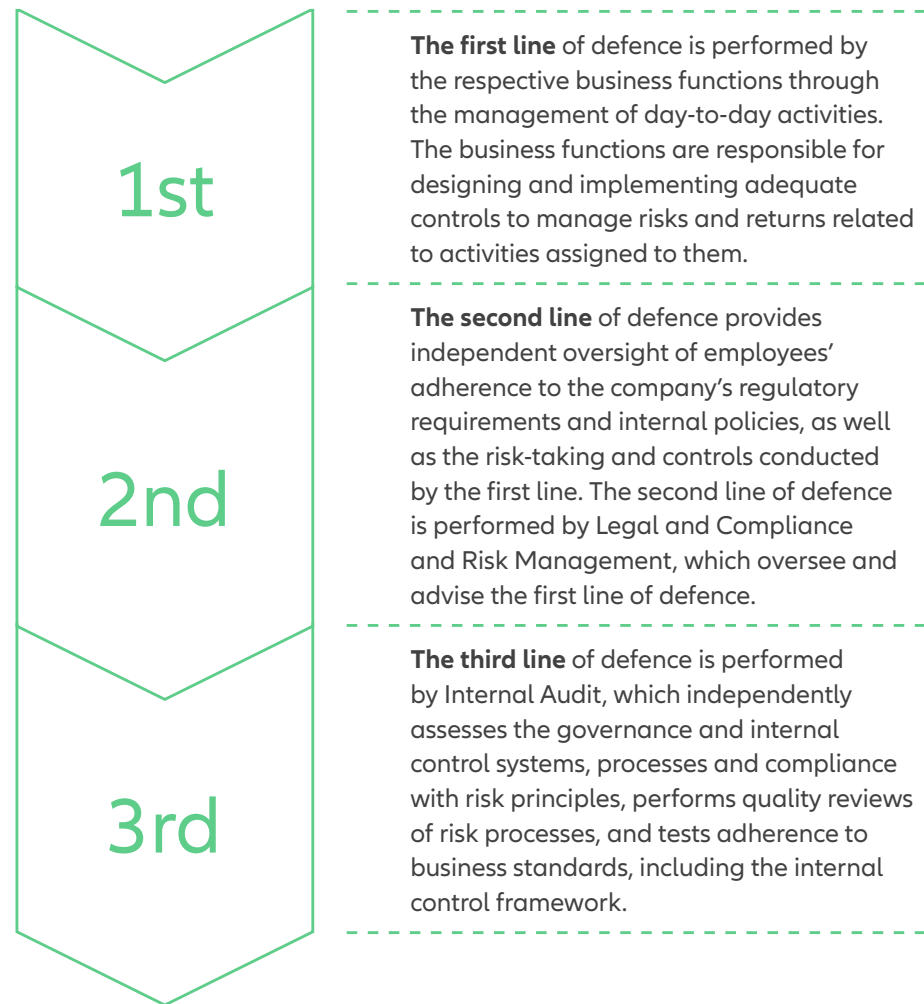 1st
The first line of defence is performed by
the respective business functions through
the management of day-to-day activities.
The business functions are responsible for
designing and implementing adequate
controls to manage risks and returns related
to activities assigned to them.
2nd
The second line of defence provides
independent oversight of employees’
adherence to the company’s regulatory
requirements and internal policies, as well
as the risk-taking and controls conducted
by the first line. The second line of defence
is performed by Legal and Compliance
and Risk Management, which oversee and
advise the first line of defence.
3rd
The third line of defence is performed
by Internal Audit, which independently
assesses the governance and internal
control systems, processes and compliance
with risk principles, performs quality reviews
of risk processes, and tests adherence to
business standards, including the internal
control framework.